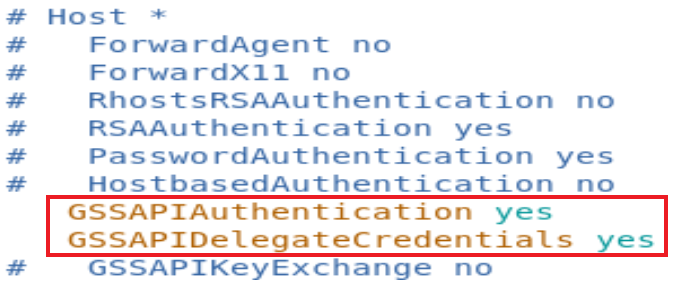 # Host *
#   ForwardAgent no
#   ForwardX11 no
#   RhostsRSAAuthentication no
#   RSAAuthentication yes
#   PasswordAuthentication yes
#   HostbasedAuthentication no
   GSSAPIAuthentication yes
   GSSAPIDelegateCredentials yes
#   GSSAPIKeyExchange no